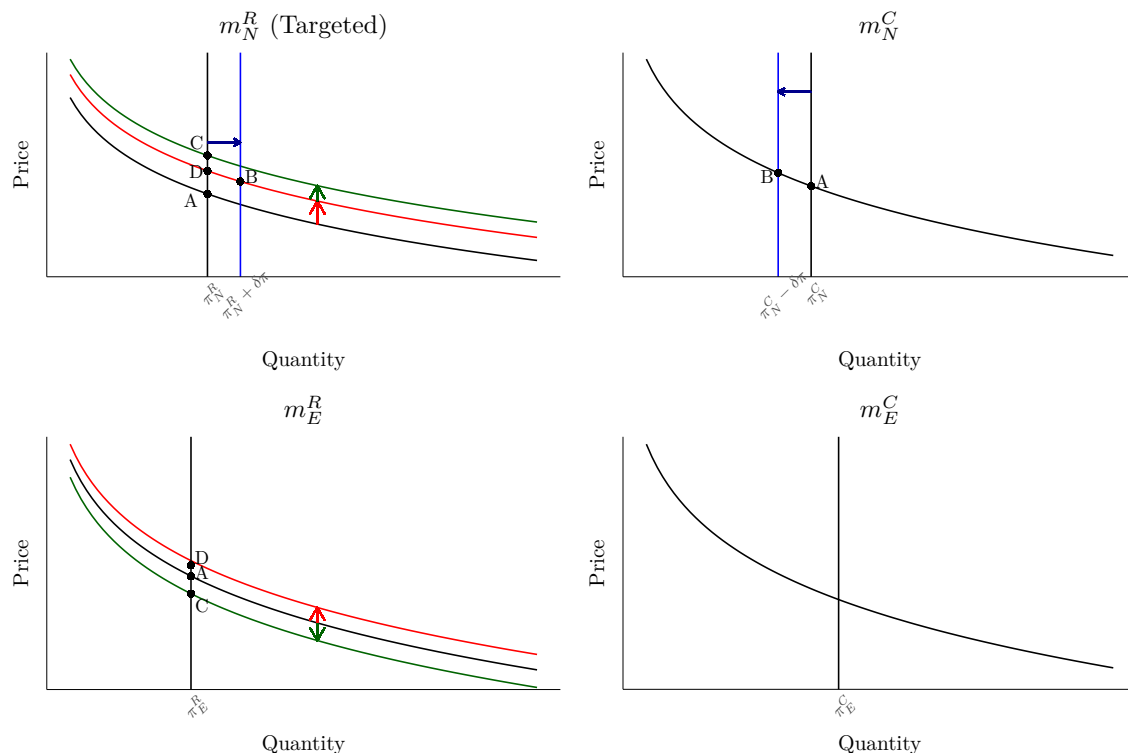 m_N^R (Targeted)
Price
C
D
B
A
π_N^R
π_N^R + δπ
Quantity
m_N^C
Price
B
A
π_N^C − δπ
π_N^C
Quantity
m_E^R
Price
D
A
C
π_E^R
Quantity
m_E^C
Price
π_E^C
Quantity